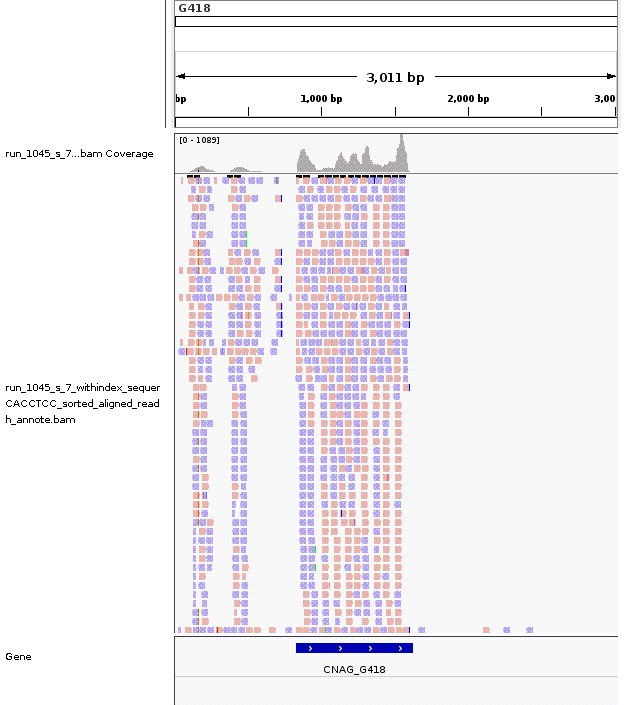 G418
3,011 bp
bp 1,000 bp 2,000 bp 3,00
[0 - 1089]
run_1045_s_7...bam Coverage
run_1045_s_7_withindex_sequer
CACCTCC_sorted_aligned_read
h_annote.bam
Gene
CNAG_G418